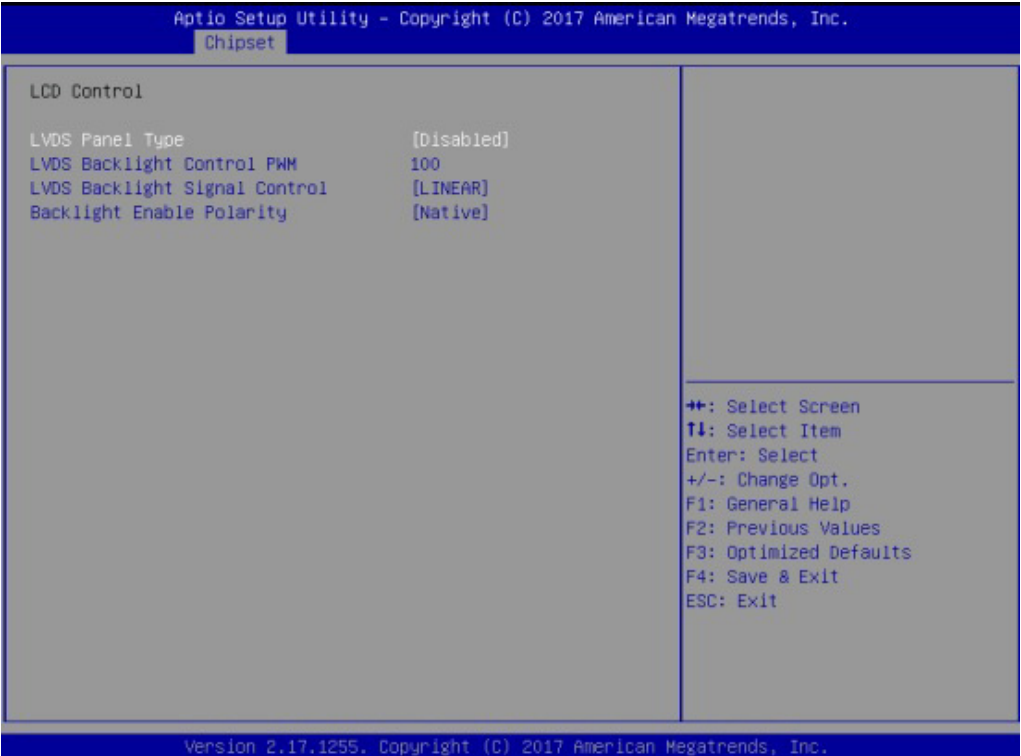 Aptio Setup Utility – Copyright (C) 2017 American Megatrends, Inc.
Chipset
LCD Control
LVDS Panel Type [Disabled]
LVDS Backlight Control PWM 100
LVDS Backlight Signal Control [LINEAR]
Backlight Enable Polarity [Native]
→←: Select Screen
↑↓: Select Item
Enter: Select
+/-: Change Opt.
F1: General Help
F2: Previous Values
F3: Optimized Defaults
F4: Save & Exit
ESC: Exit
Version 2.17.1255. Copyright (C) 2017 American Megatrends, Inc.